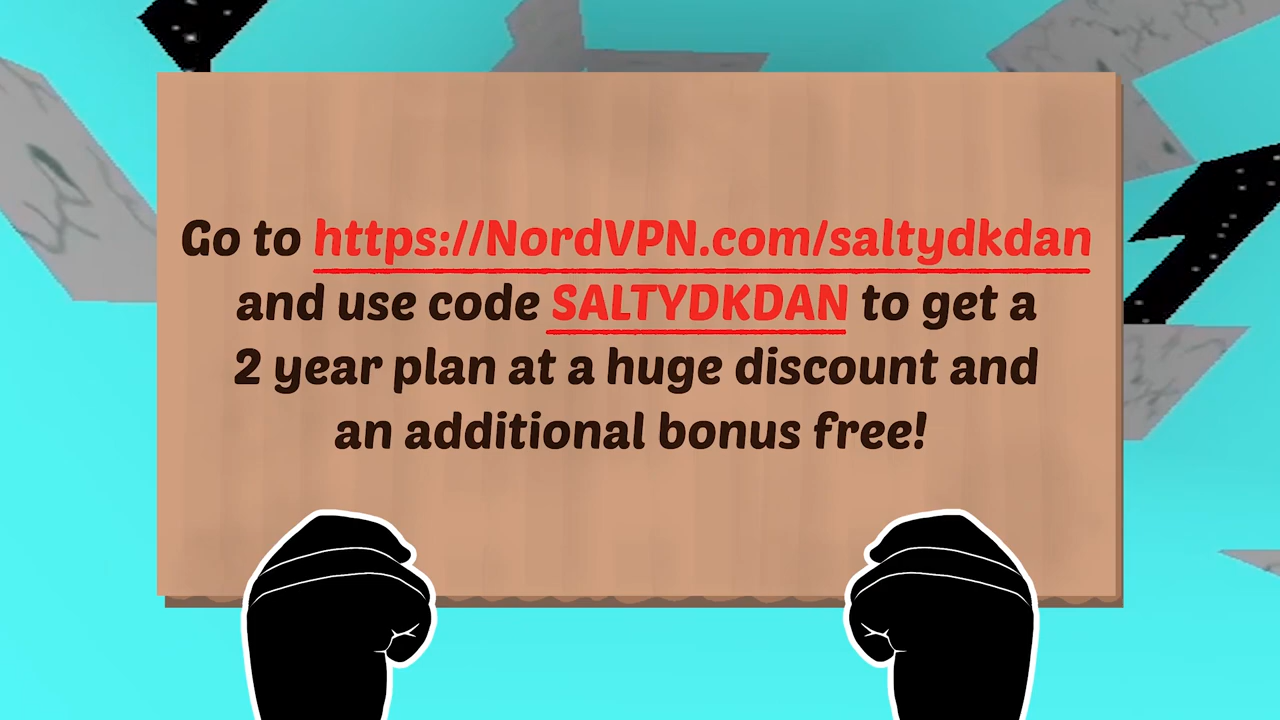 Go to https://NordVPN.com/saltydkdan
and use code SALTYDKDAN to get a
2 year plan at a huge discount and
an additional bonus free!